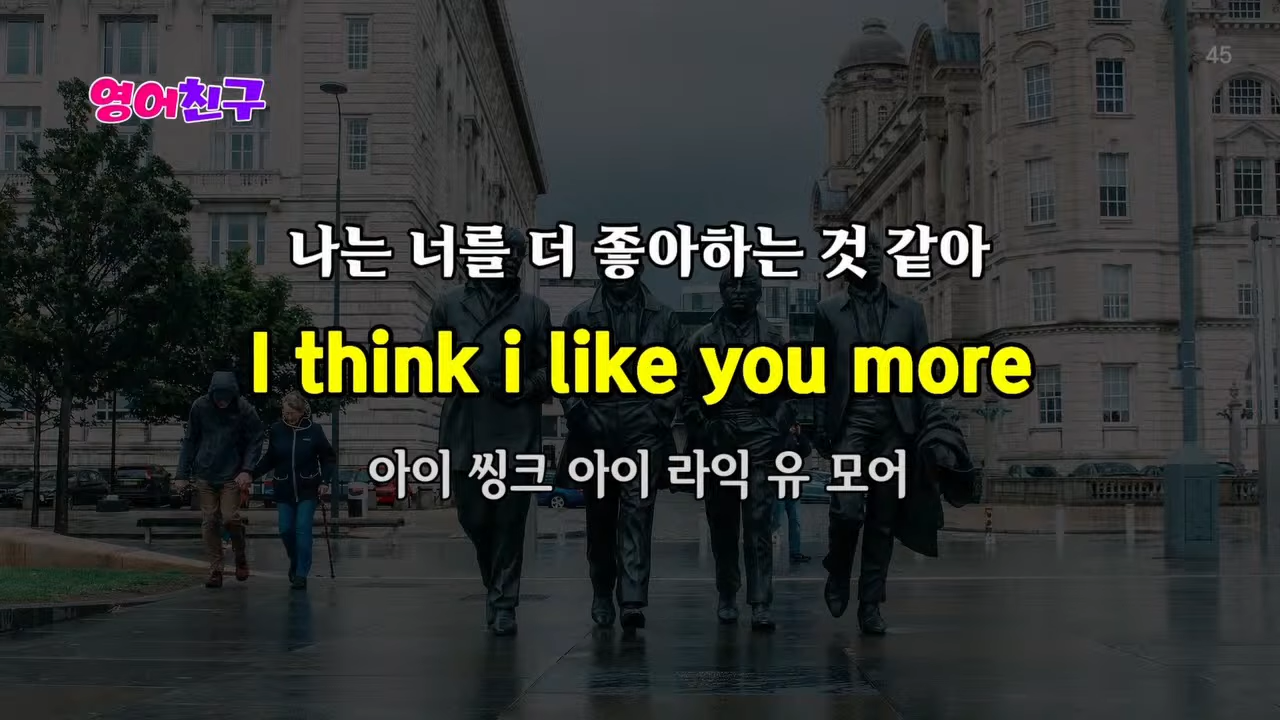 45
영어친구
나는 너를 더 좋아하는 것 같아
I think i like you more
아이 씽크 아이 라익 유 모어